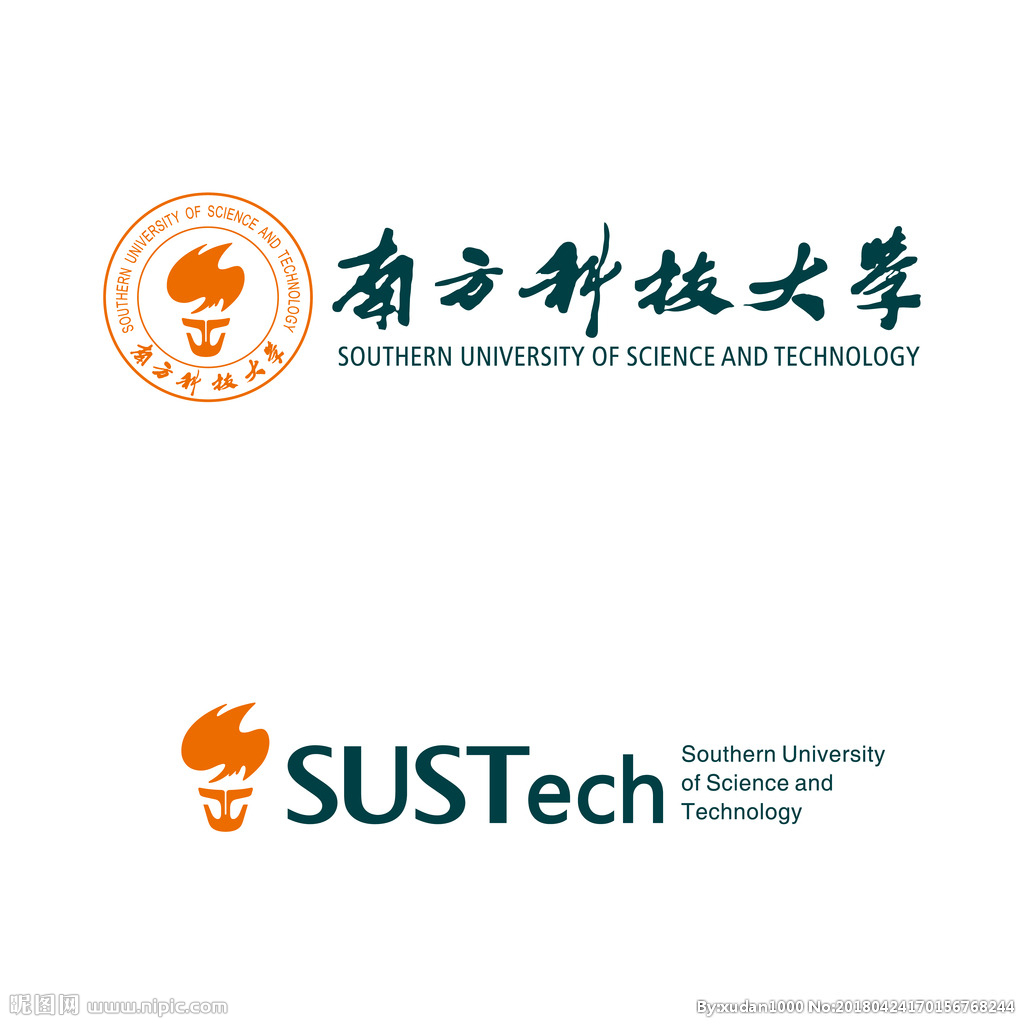 SOUTHERN UNIVERSITY OF SCIENCE AND TECHNOLOGY
南方科技大学
南方科技大学
SOUTHERN UNIVERSITY OF SCIENCE AND TECHNOLOGY
SUSTech
Southern University
of Science and
Technology
昵图网 www.nipic.com
By:xudan1000 No:20180424170156768244